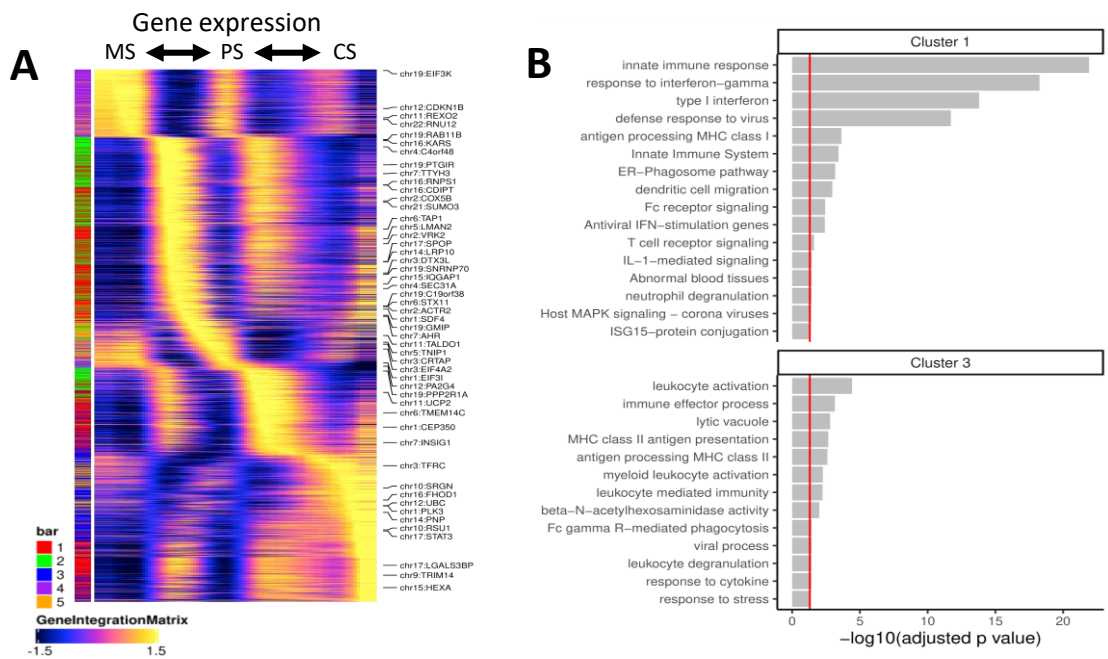 Gene expression
MS PS CS
A
chr19:EIF3K
chr12:CDKN1B
chr11:REXO2
chr22:RNU12
chr19:RAB11B
chr16:KARS
chr4:C4orf48
chr19:PTGIR
chr7:TTYH3
chr16:RNPS1
chr16:CDIPT
chr2:COX5B
chr21:SUMO3
chr6:TAP1
chr5:LMAN2
chr2:VRK2
chr17:SPOP
chr14:LRP10
chr3:DTX3L
chr19:SNRNP70
chr15:IQGAP1
chr4:SEC31A
chr19:C19orf38
chr6:STX11
chr2:ACTR2
chr1:SDF4
chr19:GMIP
chr7:AHR
chr11:TALDO1
chr5:TNIP1
chr3:CRTAP
chr3:EIF4A2
chr1:EIF3I
chr12:PA2G4
chr19:PPP2R1A
chr11:UCP2
chr6:TMEM14C
chr1:CEP350
chr7:INSIG1
chr3:TFRC
chr10:SRGN
chr16:FHOD1
chr12:UBC
chr1:PLK3
chr14:PNP
chr10:RSU1
chr17:STAT3
chr17:LGALS3BP
chr9:TRIM14
chr15:HEXA
bar
1
2
3
4
5
GeneIntegrationMatrix
-1.5 1.5
B
Cluster 1
innate immune response
response to interferon-gamma
type I interferon
defense response to virus
antigen processing MHC class I
Innate Immune System
ER-Phagosome pathway
dendritic cell migration
Fc receptor signaling
Antiviral IFN-stimulation genes
T cell receptor signaling
IL-1-mediated signaling
Abnormal blood tissues
neutrophil degranulation
Host MAPK signaling - corona viruses
ISG15-protein conjugation
Cluster 3
leukocyte activation
immune effector process
lytic vacuole
MHC class II antigen presentation
antigen processing MHC class II
myeloid leukocyte activation
leukocyte mediated immunity
beta-N-acetylhexosaminidase activity
Fc gamma R-mediated phagocytosis
viral process
leukocyte degranulation
response to cytokine
response to stress
0 5 10 15 20
-log10(adjusted p value)